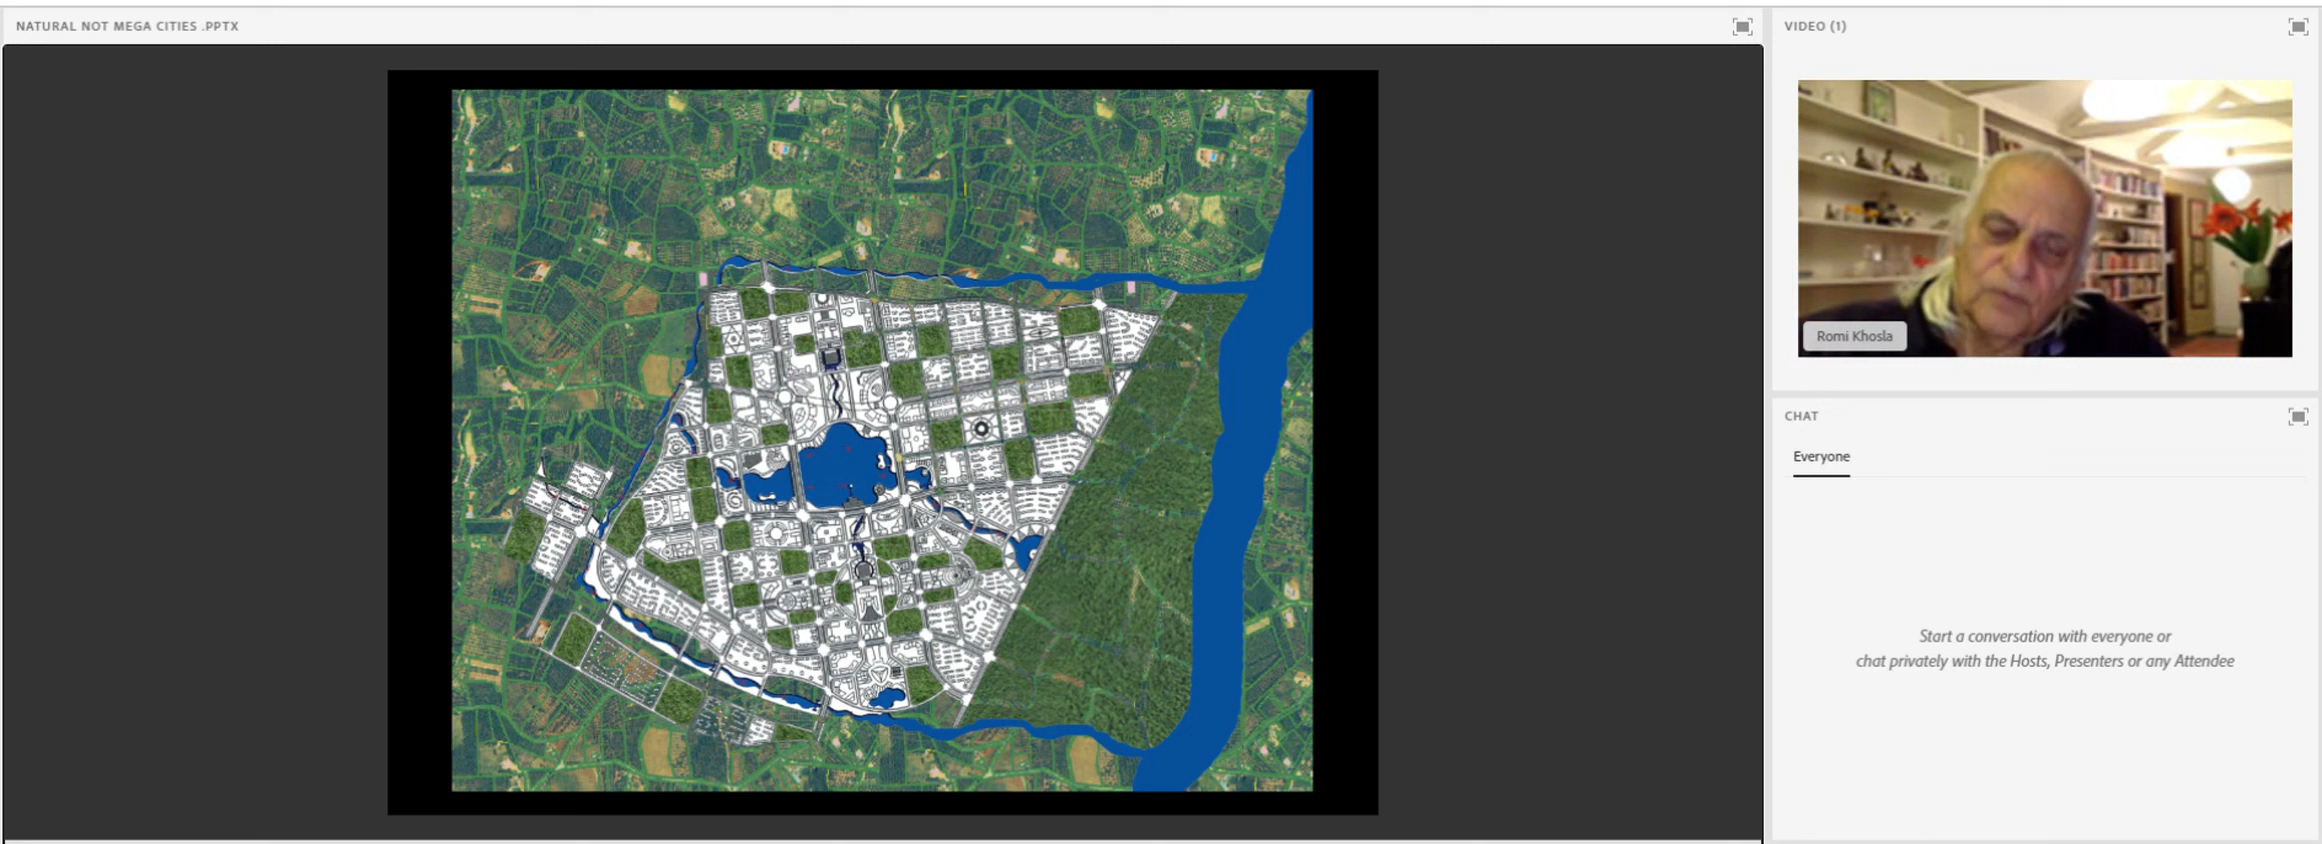 NATURAL NOT MEGA CITIES .PPTX
VIDEO (1)
Romi Khosla
CHAT
Everyone
Start a conversation with everyone or
chat privately with the Hosts, Presenters or any Attendee